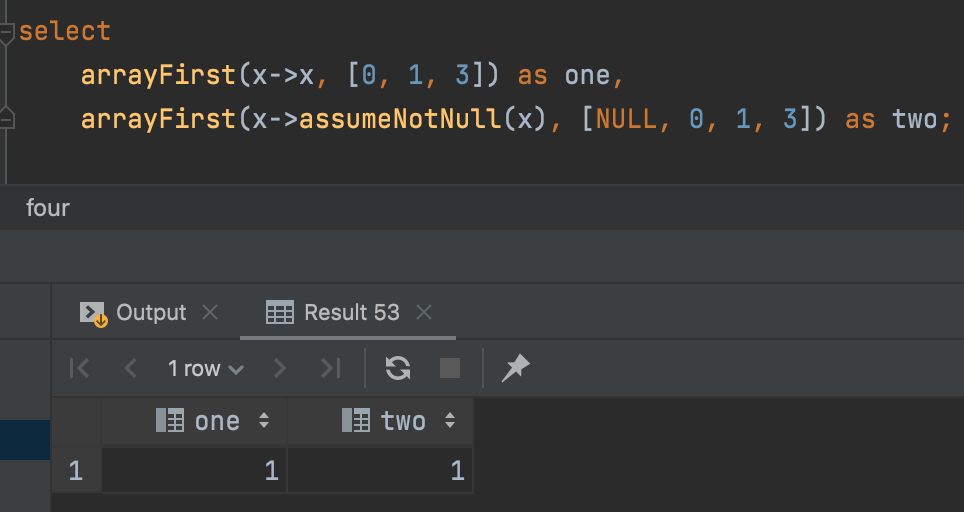 select
arrayFirst(x->x, [0, 1, 3]) as one,
arrayFirst(x->assumeNotNull(x), [NULL, 0, 1, 3]) as two;
four
Output
Result 53
1 row
one two
1 1 1